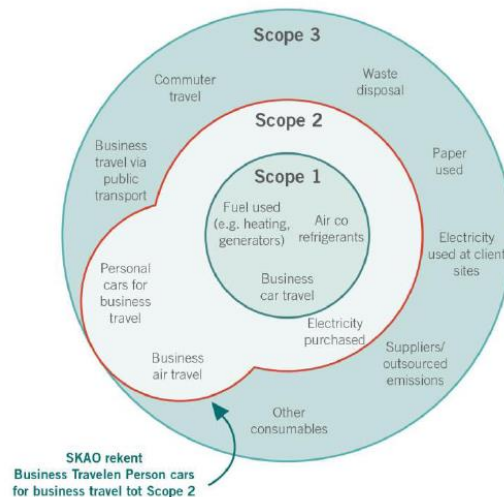 Scope 3
Commuter
travel
Waste
disposal
Scope 2
Business
travel via
public
transport
Paper
used
Scope 1
Fuel used
(e.g. heating,
generators)
Air co
refrigerants
Electricity
used at client
sites
Personal
cars for
business
travel
Business
car travel
Electricity
purchased
Business
air travel
Suppliers/
outsourced
emissions
Other
consumables
SKAO rekent
Business Travelen Person cars
for business travel tot Scope 2